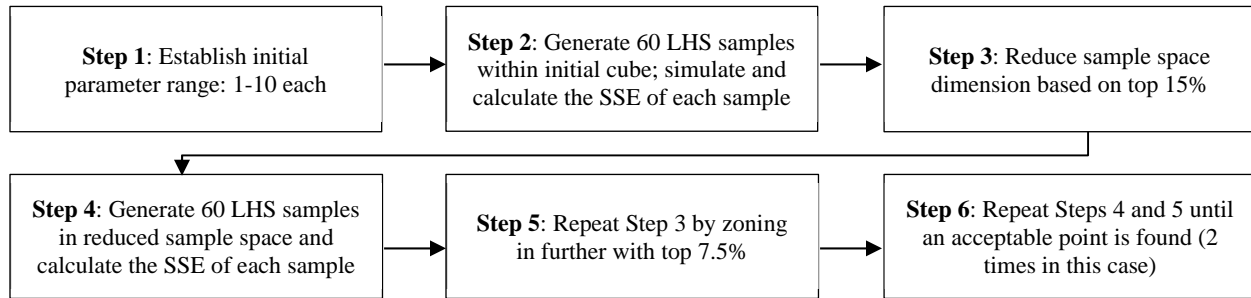 Step 1: Establish initial
parameter range: 1-10 each
Step 2: Generate 60 LHS samples
within initial cube; simulate and
calculate the SSE of each sample
Step 3: Reduce sample space
dimension based on top 15%
Step 4: Generate 60 LHS samples
in reduced sample space and
calculate the SSE of each sample
Step 5: Repeat Step 3 by zoning
in further with top 7.5%
Step 6: Repeat Steps 4 and 5 until
an acceptable point is found (2
times in this case)